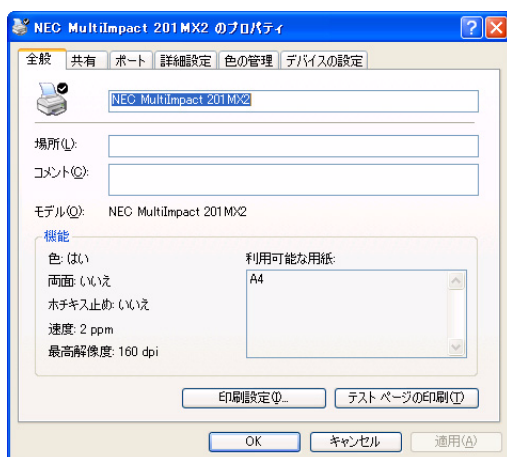 NEC MultiImpact 201MX2 のプロパティ
全般 共有 ポート 詳細設定 色の管理 デバイスの設定
NEC MultiImpact 201MX2
場所(L):
コメント(C):
モデル(O): NEC MultiImpact 201MX2
機能
色: はい 利用可能な用紙:
両面: いいえ A4
ホチキス止め: いいえ
速度: 2 ppm
最高解像度: 160 dpi
印刷設定(I)... テスト ページの印刷(T)
OK キャンセル 適用(A)